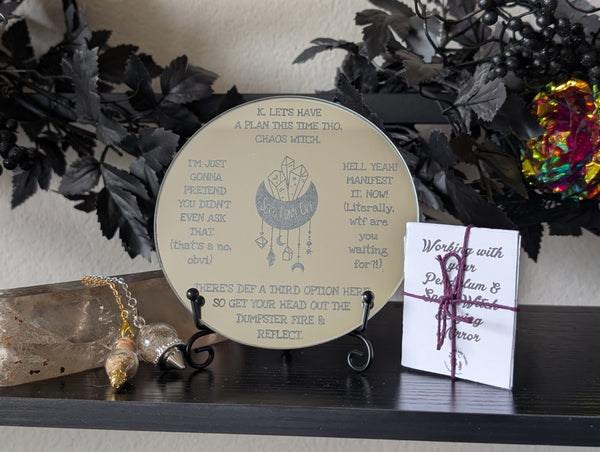 K, LET'S HAVE
A PLAN THIS TIME THO,
CHAOS WITCH.
I'M JUST
GONNA
PRETEND
YOU DIDN'T
EVEN ASK
THAT.
(that's a no,
obvi)
HELL YEAH!
MANIFEST
IT, NOW!
(Literally,
wtf are
you
waiting
for?!)
THERE'S DEF A THIRD OPTION HERE
SO GET YOUR HEAD OUT THE
DUMPSTER FIRE &
REFLECT.
Working with
your
Pendulum &
Witch